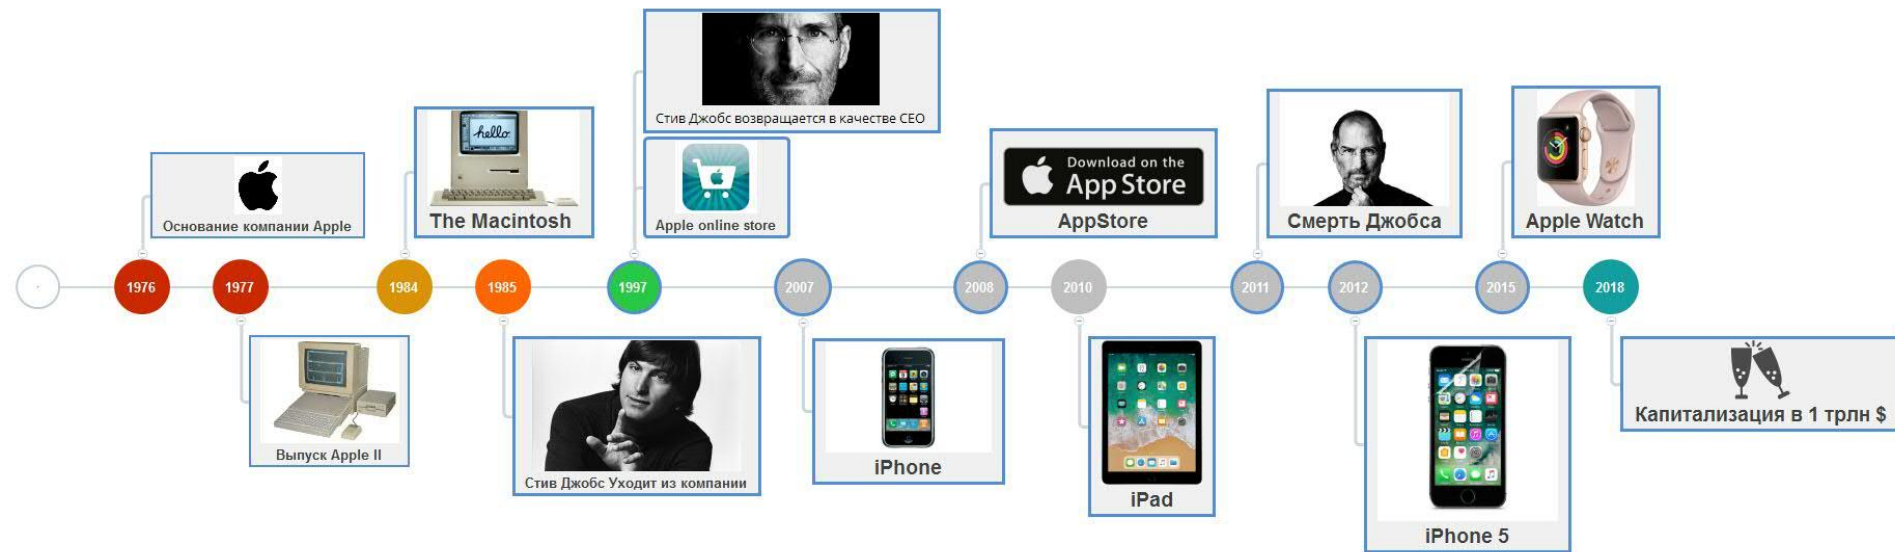 Стив Джобс возвращается в качестве CEO
hello
Download on the
App Store
Основание компании Apple
The Macintosh
Apple online store
AppStore
Смерть Джобса
Apple Watch
1976
1977
1984
1985
1997
2007
2008
2010
2011
2012
2015
2018
Выпуск Apple II
Стив Джобс Уходит из компании
iPhone
iPad
iPhone 5
Капитализация в 1 трлн $